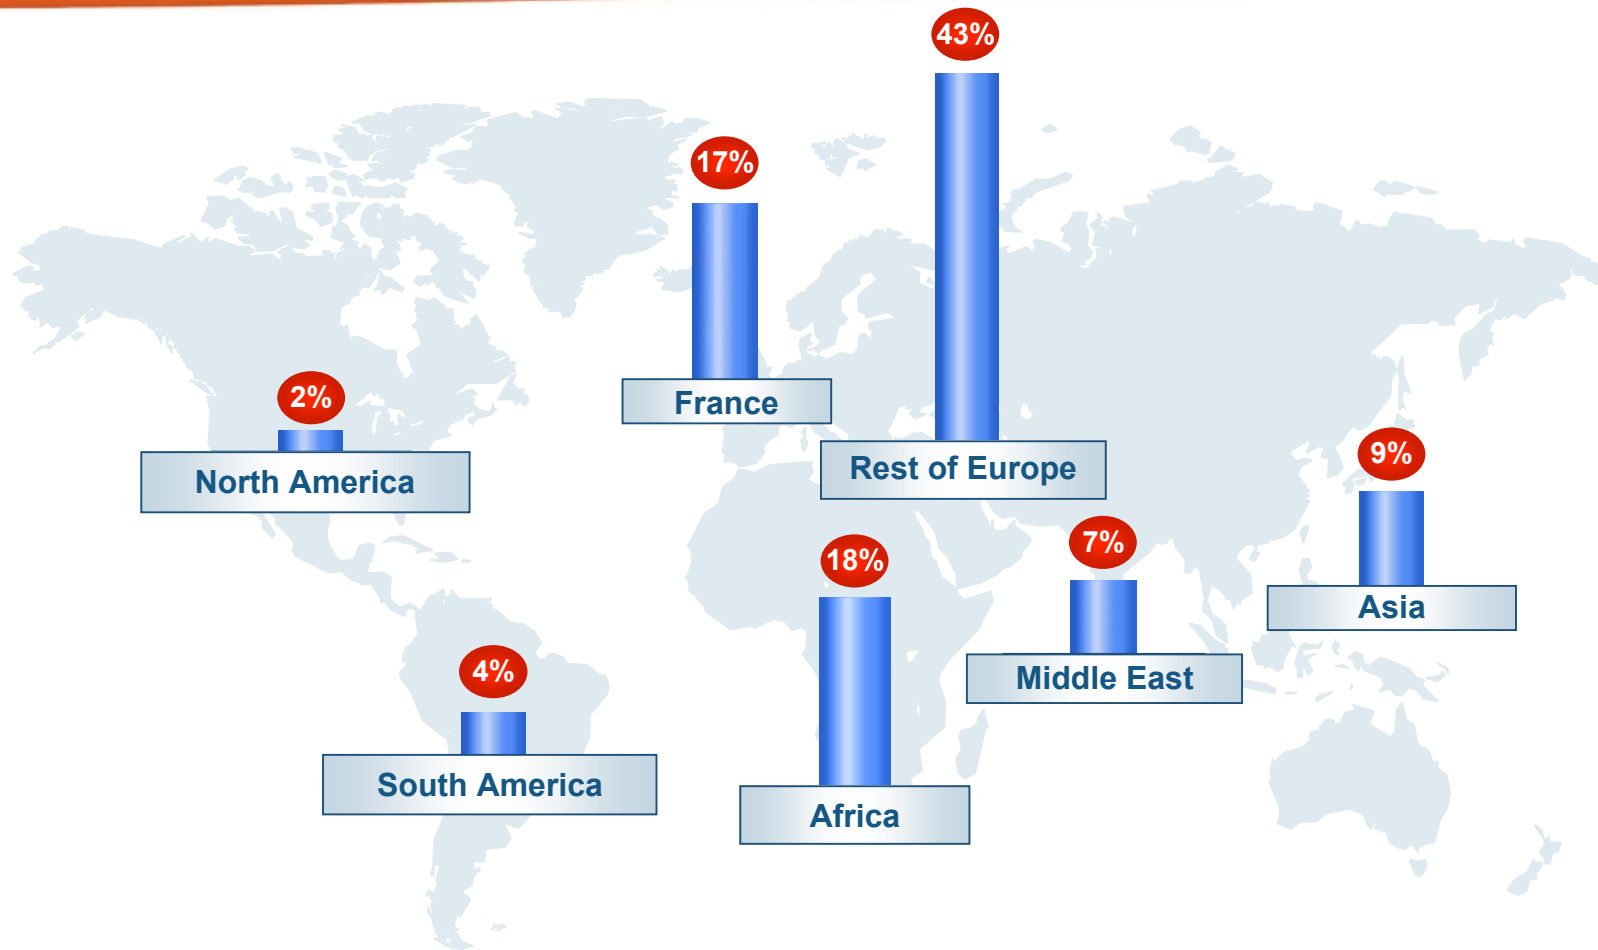 43%
17%
2%
France
Rest of Europe
9%
North America
7%
18%
Asia
4%
Middle East
South America
Africa